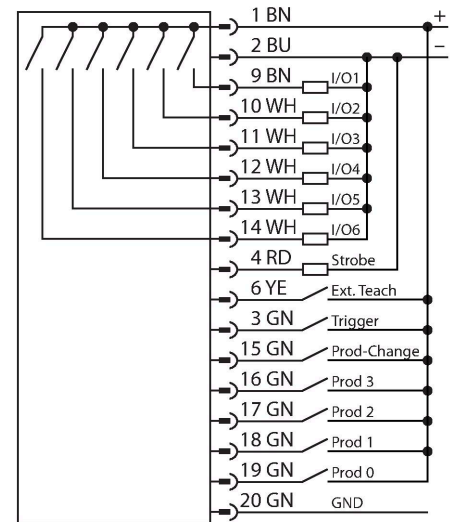 1 BN +
2 BU −
9 BN I/O1
10 WH I/O2
11 WH I/O3
12 WH I/O4
13 WH I/O5
14 WH I/O6
4 RD Strobe
6 YE Ext. Teach
3 GN Trigger
15 GN Prod-Change
16 GN Prod 3
17 GN Prod 2
18 GN Prod 1
19 GN Prod 0
20 GN GND